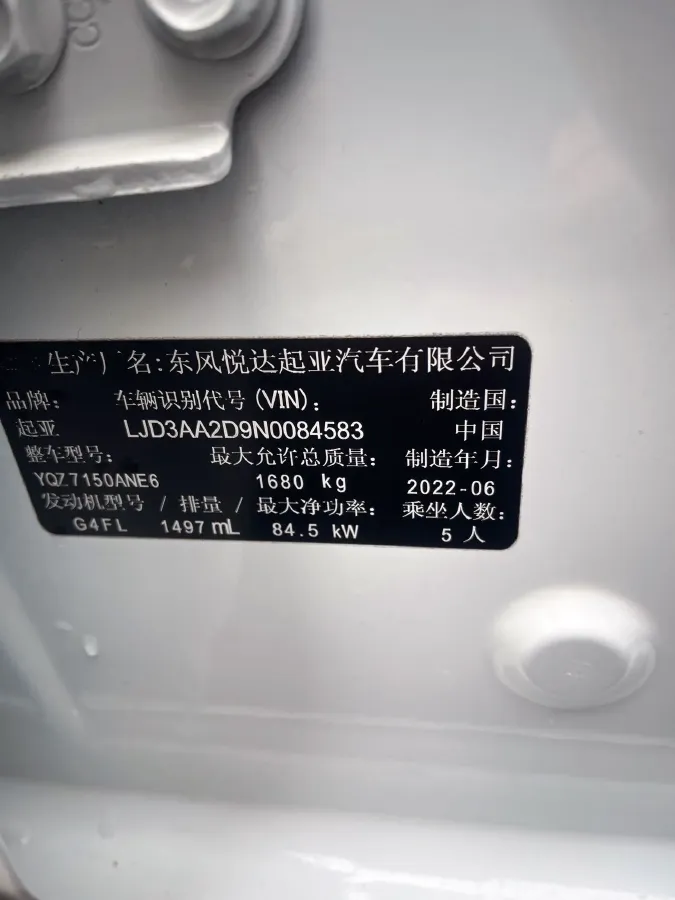 生产厂名:东风悦达起亚汽车有限公司
品牌: 车辆识别代号(VIN): 制造国:
起亚 LJD3AA2D9N0084583 中国
整车型号: 最大允许总质量: 制造年月:
YQZ7150ANE6 1680 kg 2022-06
发动机型号 / 排量 / 最大净功率: 乘坐人数:
G4FL 1497 mL 84.5 kW 5 人